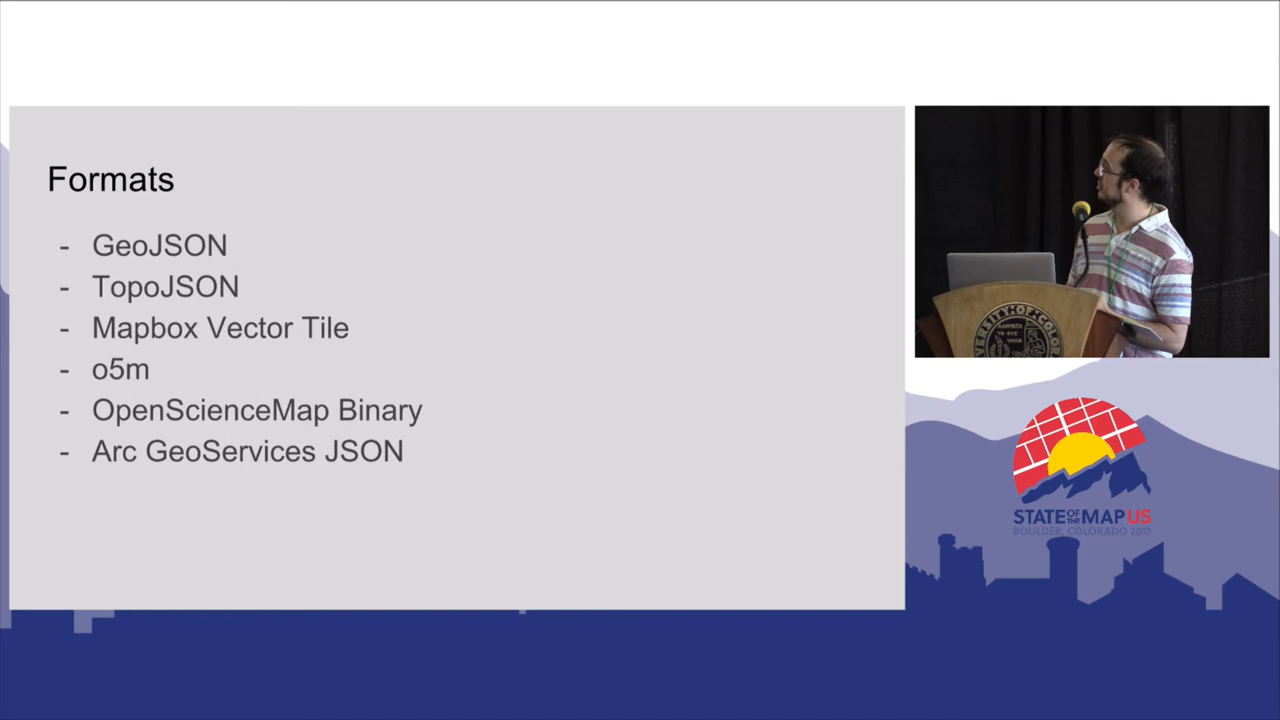 Formats
- GeoJSON
- TopoJSON
- Mapbox Vector Tile
- o5m
- OpenScienceMap Binary
- Arc GeoServices JSON
STATE OF THE MAP US
BOULDER, COLORADO 2017